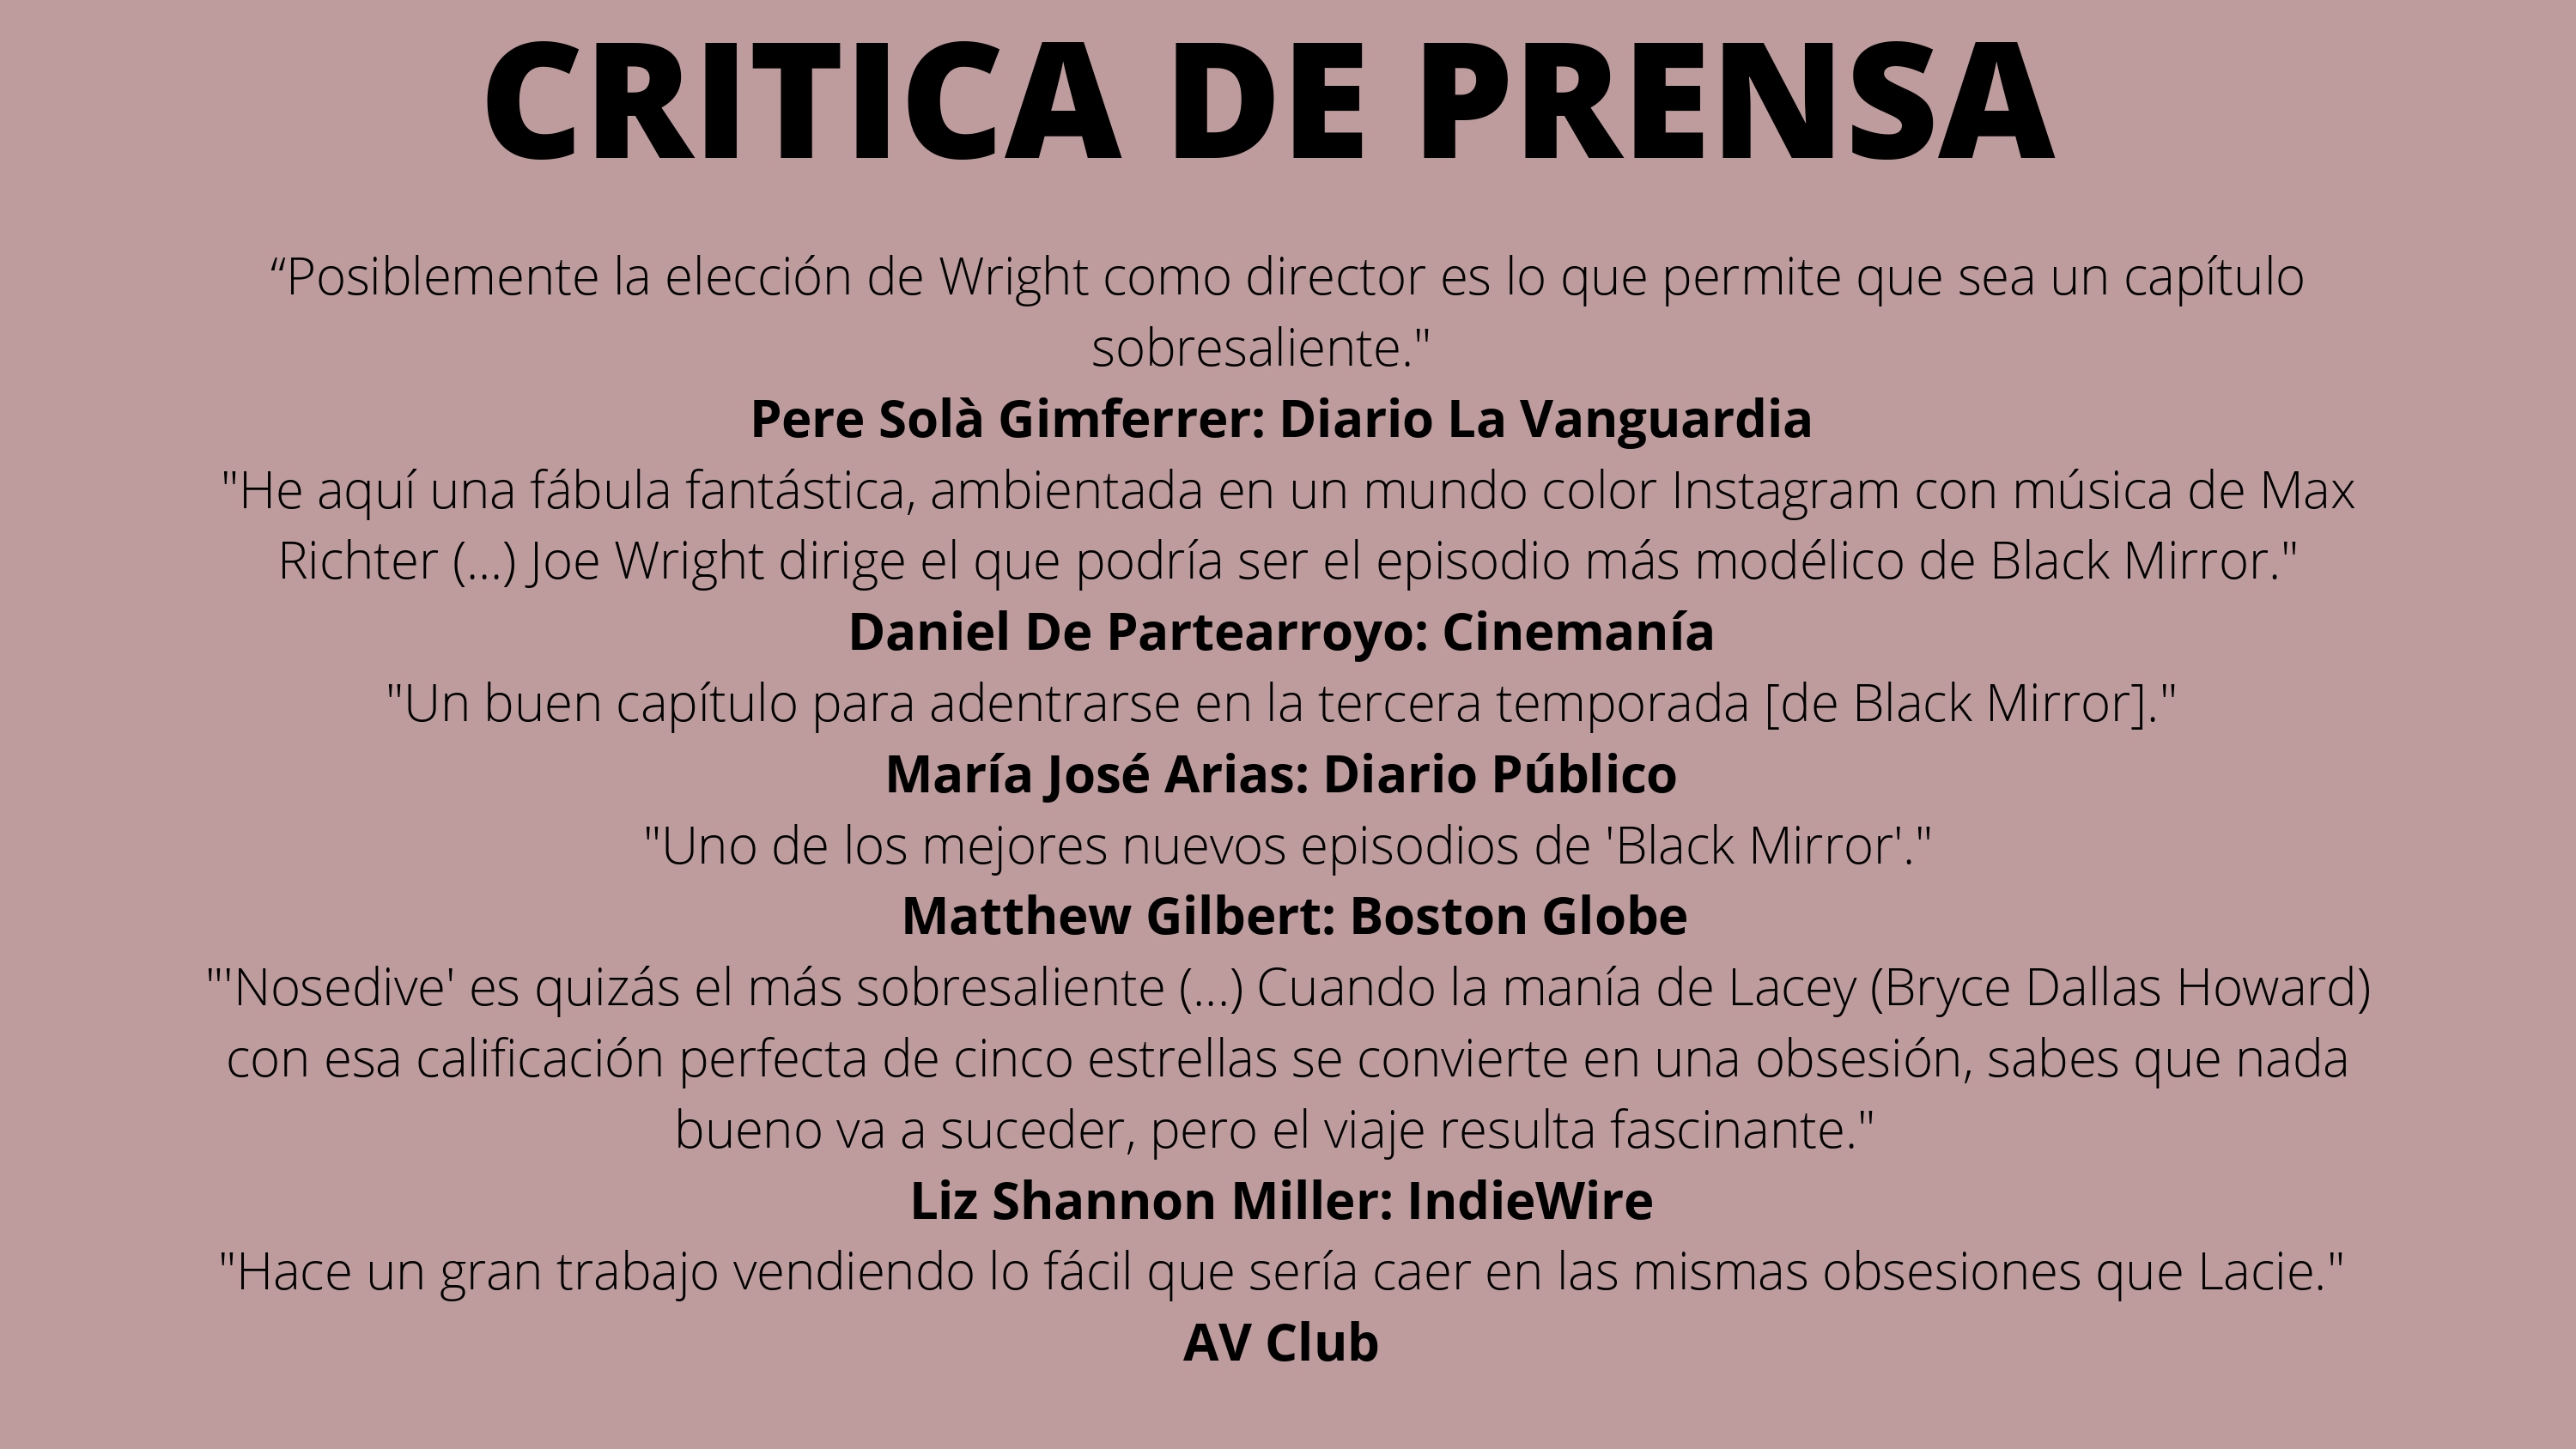 CRITICA DE PRENSA
“Posiblemente la elección de Wright como director es lo que permite que sea un capítulo
sobresaliente."
Pere Solà Gimferrer: Diario La Vanguardia
"He aquí una fábula fantástica, ambientada en un mundo color Instagram con música de Max
Richter (...) Joe Wright dirige el que podría ser el episodio más modélico de Black Mirror."
Daniel De Partearroyo: Cinemanía
"Un buen capítulo para adentrarse en la tercera temporada [de Black Mirror]."
María José Arias: Diario Público
"Uno de los mejores nuevos episodios de 'Black Mirror'."
Matthew Gilbert: Boston Globe
"'Nosedive' es quizás el más sobresaliente (...) Cuando la manía de Lacey (Bryce Dallas Howard)
con esa calificación perfecta de cinco estrellas se convierte en una obsesión, sabes que nada
bueno va a suceder, pero el viaje resulta fascinante."
Liz Shannon Miller: IndieWire
"Hace un gran trabajo vendiendo lo fácil que sería caer en las mismas obsesiones que Lacie."
AV Club